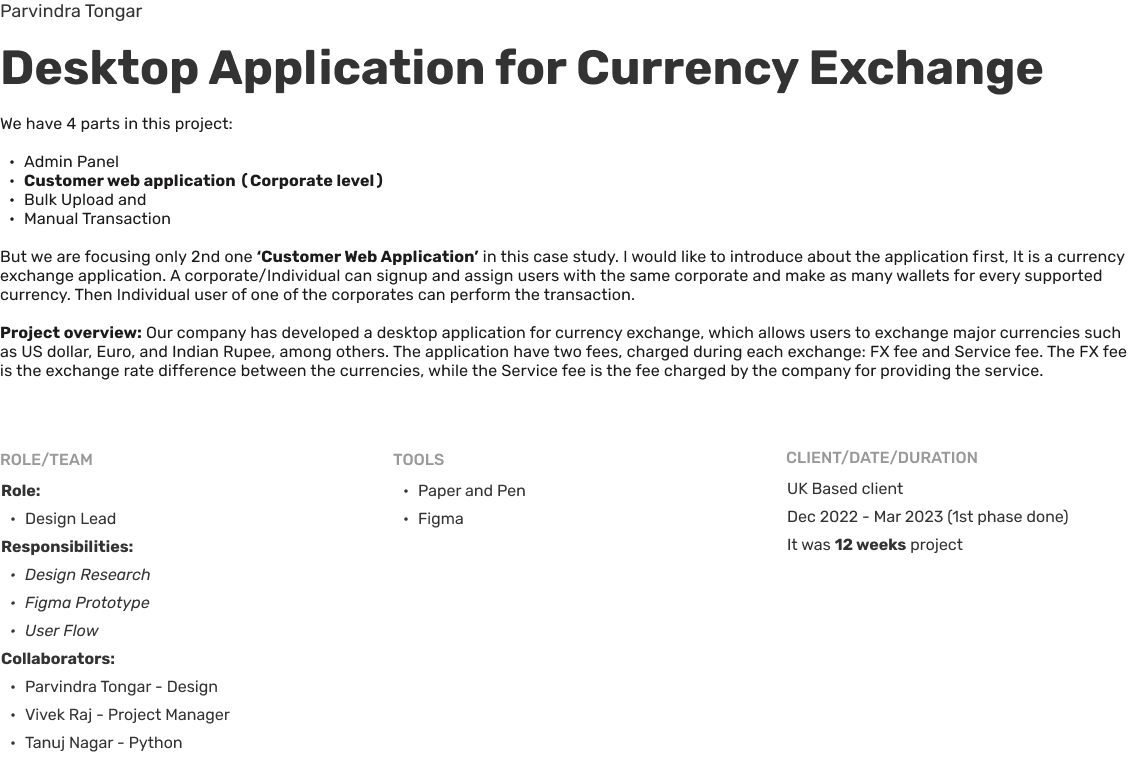 Parvindra Tongar
Desktop Application for Currency Exchange
We have 4 parts in this project:
• Admin Panel
• Customer web application (Corporate level)
• Bulk Upload and
• Manual Transaction
But we are focusing only 2nd one ‘Customer Web Application’ in this case study. I would like to introduce about the application first, It is a currency
exchange application. A corporate/Individual can signup and assign users with the same corporate and make as many wallets for every supported
currency. Then Individual user of one of the corporates can perform the transaction.
Project overview: Our company has developed a desktop application for currency exchange, which allows users to exchange major currencies such
as US dollar, Euro, and Indian Rupee, among others. The application have two fees, charged during each exchange: FX fee and Service fee. The FX fee
is the exchange rate difference between the currencies, while the Service fee is the fee charged by the company for providing the service.
ROLE/TEAM
Role:
• Design Lead
Responsibilities:
• Design Research
• Figma Prototype
• User Flow
Collaborators:
• Parvindra Tongar - Design
• Vivek Raj - Project Manager
• Tanuj Nagar - Python
TOOLS
• Paper and Pen
• Figma
CLIENT/DATE/DURATION
UK Based client
Dec 2022 - Mar 2023 (1st phase done)
It was 12 weeks project